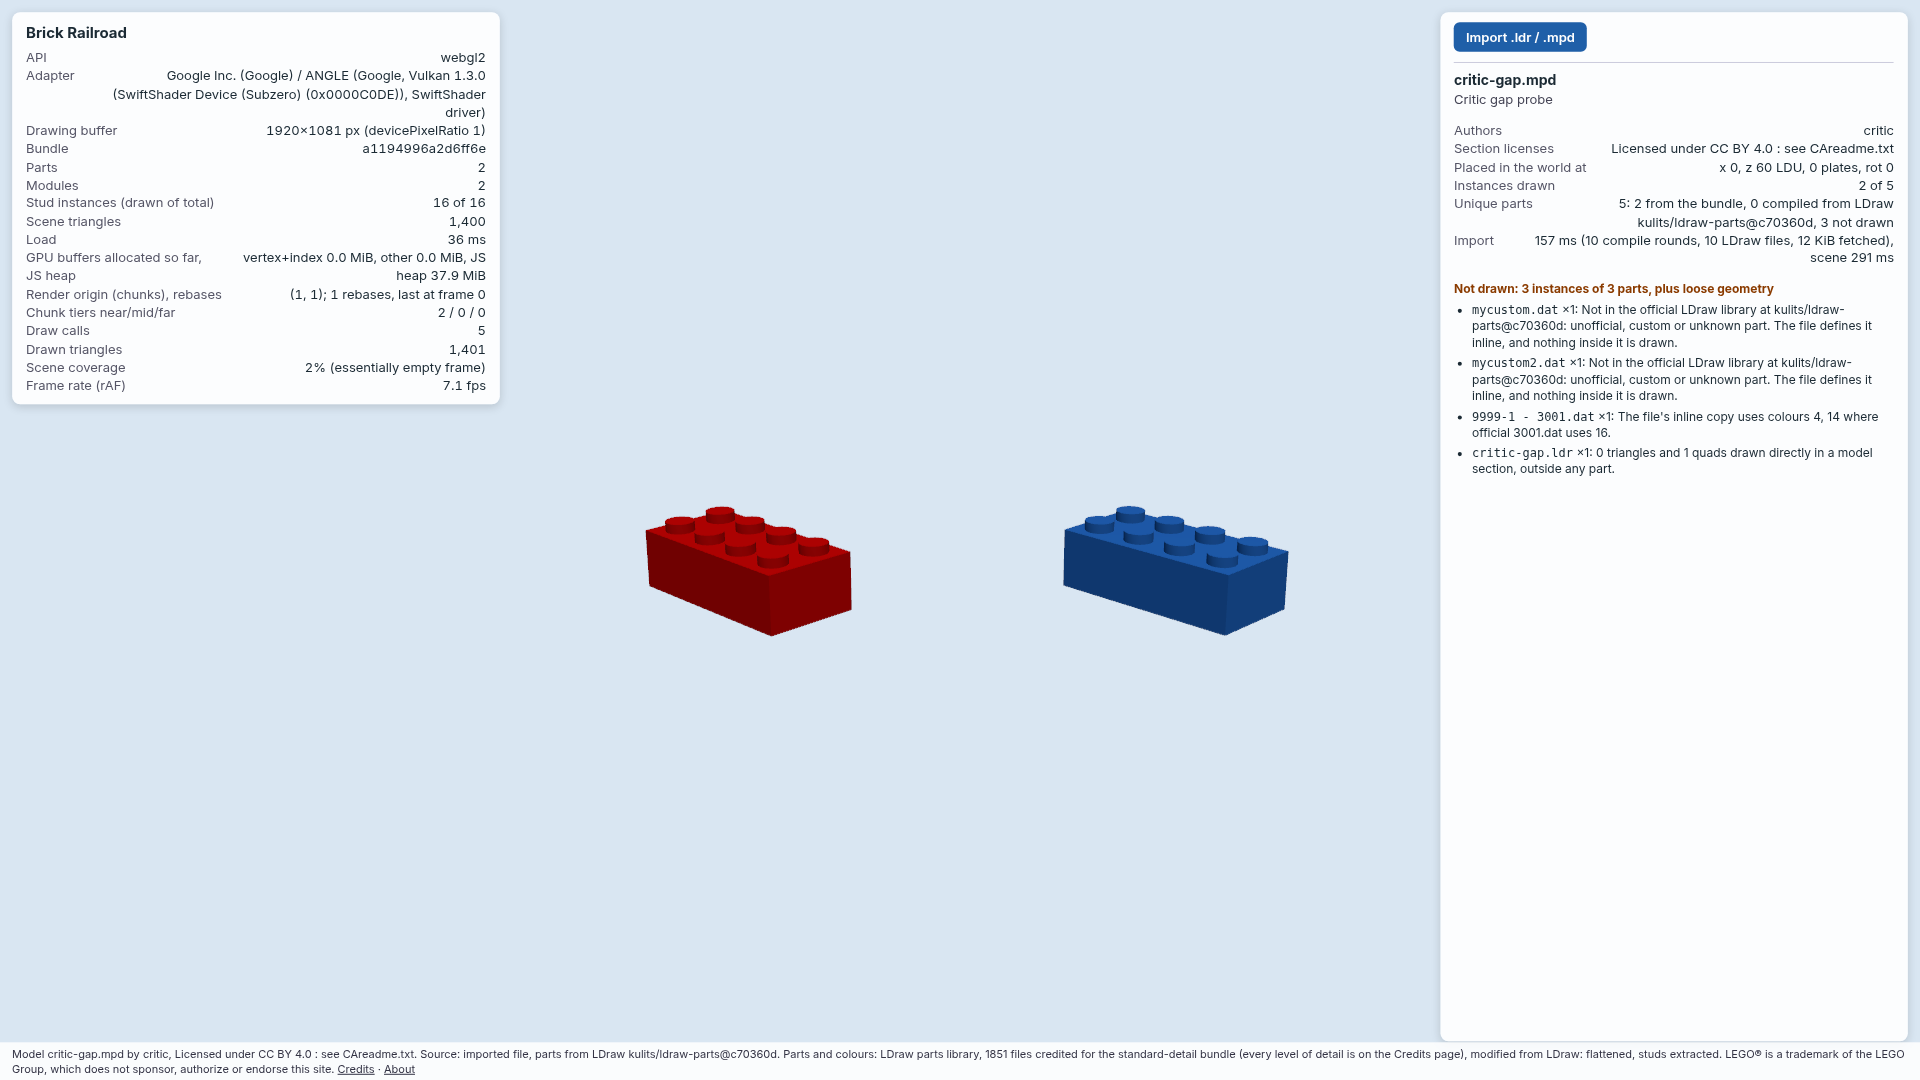 Brick Railroad
API webgl2
Adapter Google Inc. (Google) / ANGLE (Google, Vulkan 1.3.0
(SwiftShader Device (Subzero) (0x0000C0DE)), SwiftShader
driver)
Drawing buffer 1920×1081 px (devicePixelRatio 1)
Bundle a1194996a2d6ff6e
Parts 2
Modules 2
Stud instances (drawn of total) 16 of 16
Scene triangles 1,400
Load 36 ms
GPU buffers allocated so far, vertex+index 0.0 MiB, other 0.0 MiB, JS
JS heap heap 37.9 MiB
Render origin (chunks), rebases (1, 1); 1 rebases, last at frame 0
Chunk tiers near/mid/far 2 / 0 / 0
Draw calls 5
Drawn triangles 1,401
Scene coverage 2% (essentially empty frame)
Frame rate (rAF) 7.1 fps
Import .ldr / .mpd
critic-gap.mpd
Critic gap probe
Authors critic
Section licenses Licensed under CC BY 4.0 : see CAreadme.txt
Placed in the world at x 0, z 60 LDU, 0 plates, rot 0
Instances drawn 2 of 5
Unique parts 5: 2 from the bundle, 0 compiled from LDraw
kulits/ldraw-parts@c70360d, 3 not drawn
Import 157 ms (10 compile rounds, 10 LDraw files, 12 KiB fetched),
scene 291 ms
Not drawn: 3 instances of 3 parts, plus loose geometry
• mycustom.dat ×1: Not in the official LDraw library at kulits/ldraw-
parts@c70360d: unofficial, custom or unknown part. The file defines it
inline, and nothing inside it is drawn.
• mycustom2.dat ×1: Not in the official LDraw library at kulits/ldraw-
parts@c70360d: unofficial, custom or unknown part. The file defines it
inline, and nothing inside it is drawn.
• 9999-1 - 3001.dat ×1: The file's inline copy uses colours 4, 14 where
official 3001.dat uses 16.
• critic-gap.ldr ×1: 0 triangles and 1 quads drawn directly in a model
section, outside any part.
Model critic-gap.mpd by critic, Licensed under CC BY 4.0 : see CAreadme.txt. Source: imported file, parts from LDraw kulits/ldraw-parts@c70360d. Parts and colours: LDraw parts library, 1851 files credited for the standard-detail bundle (every level of detail is on the Credits page), modified from LDraw: flattened, studs extracted. LEGO® is a trademark of the LEGO
Group, which does not sponsor, authorize or endorse this site. Credits · About